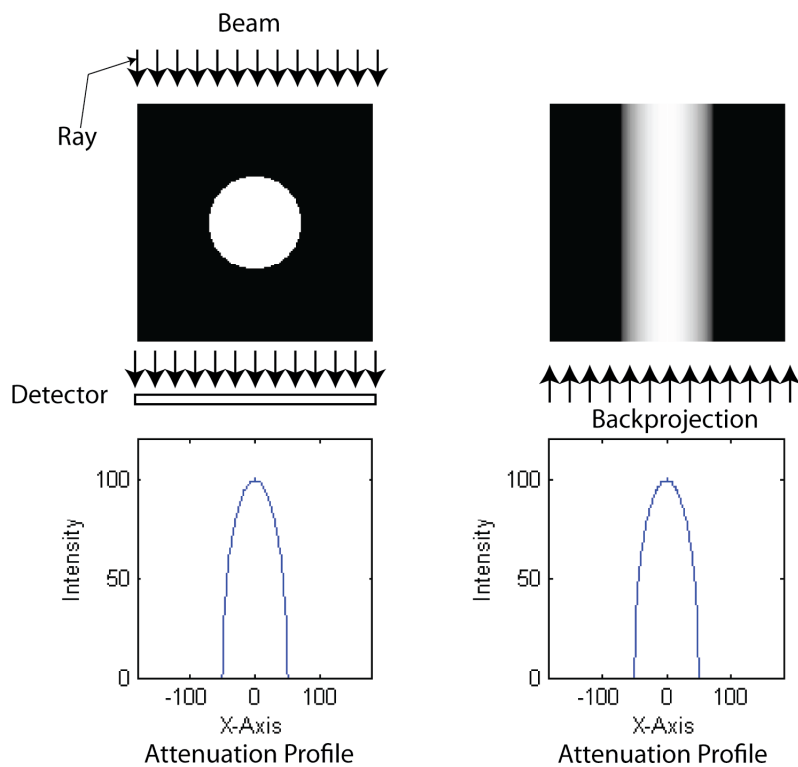 Beam
Ray
Detector
Backprojection
100
50
0
Intensity
-100 0 100
X-Axis
Attenuation Profile
100
50
0
Intensity
-100 0 100
X-Axis
Attenuation Profile